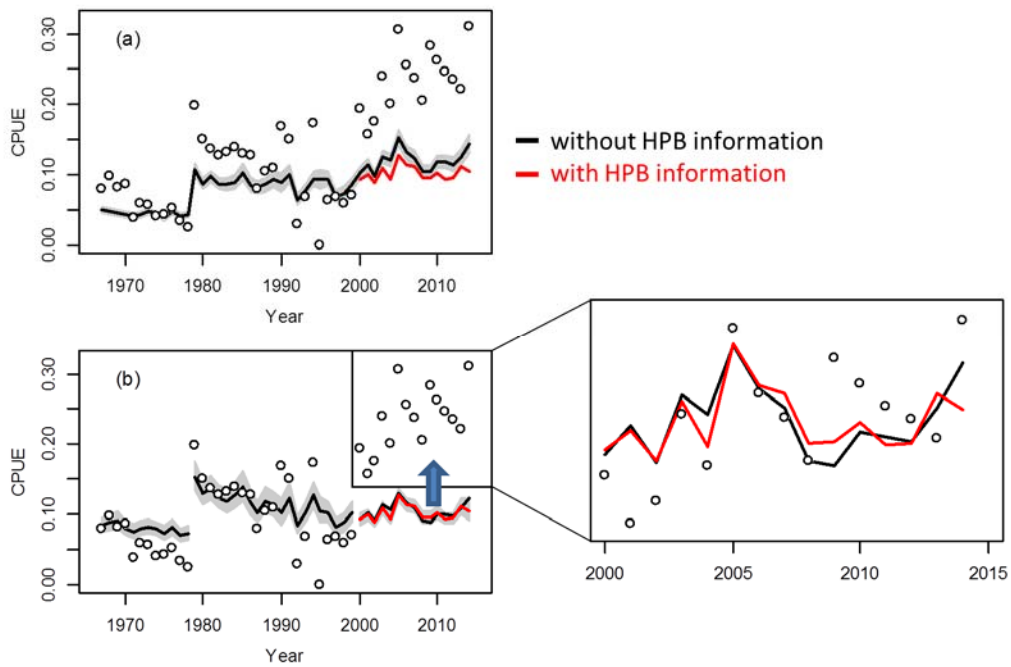 (a)
CPUE
0.30
0.20
0.10
0.00
1970 1980 1990 2000 2010
Year
without HPB information
with HPB information
(b)
CPUE
0.30
0.20
0.10
0.00
1970 1980 1990 2000 2010
Year
2000 2005 2010 2015